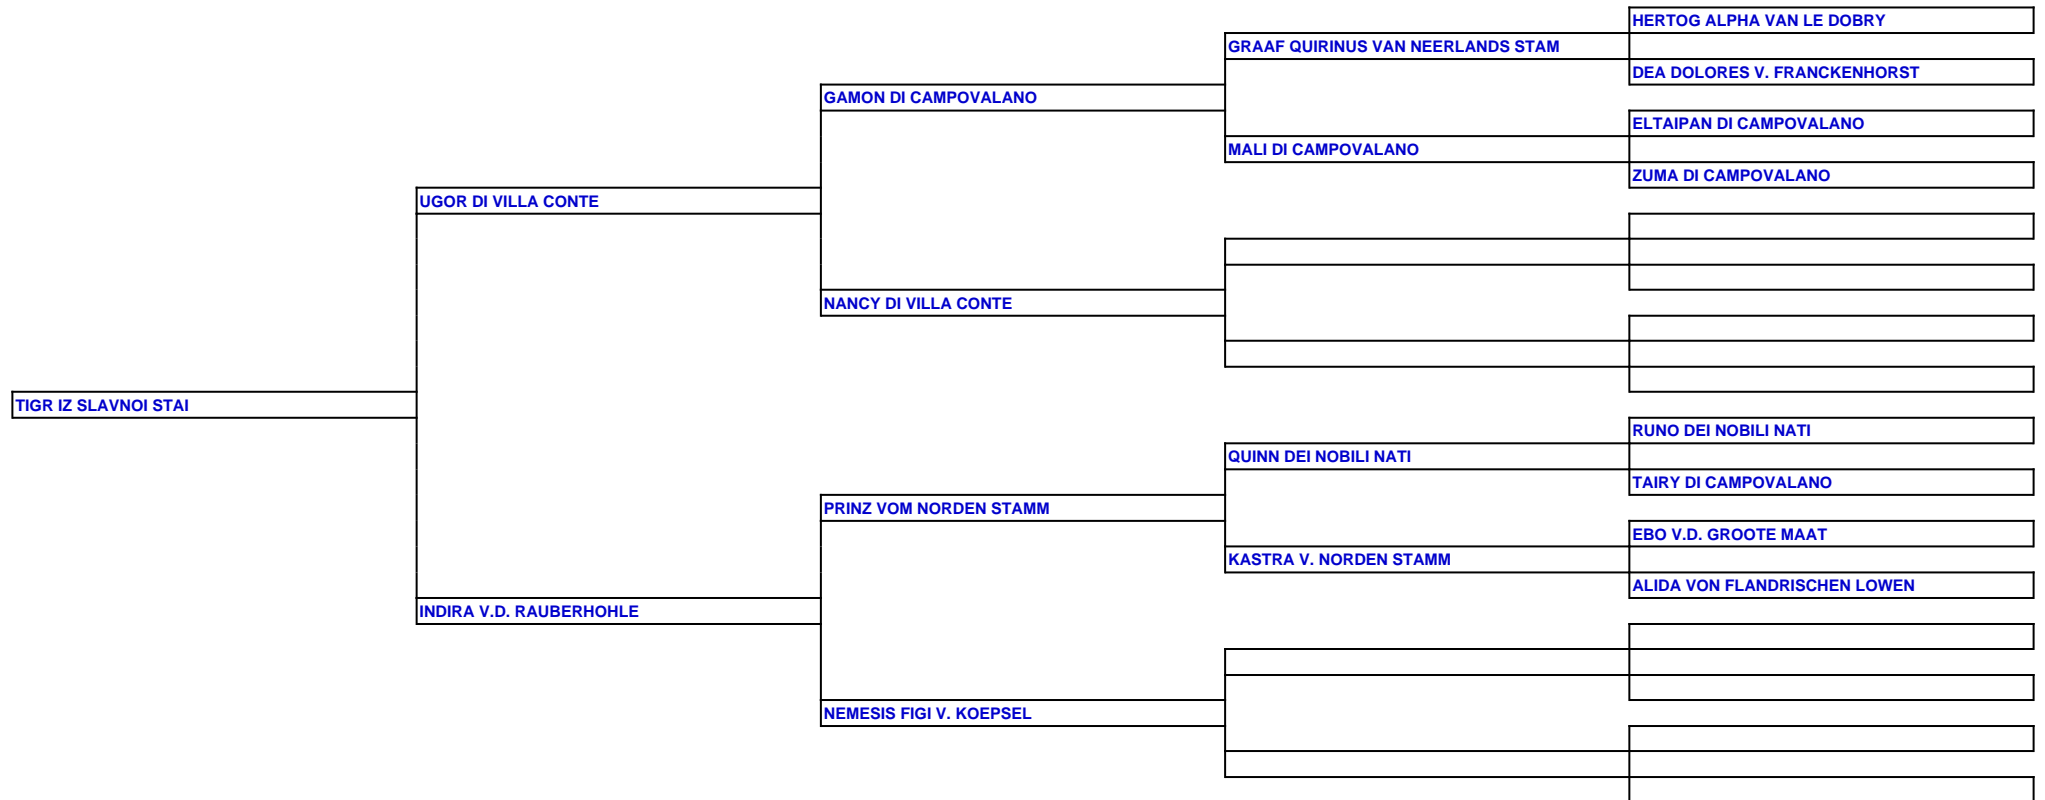 HERTOG ALPHA VAN LE DOBRY
GRAAF QUIRINUS VAN NEERLANDS STAM
DEA DOLORES V. FRANCKENHORST
GAMON DI CAMPOVALANO
ELTAIPAN DI CAMPOVALANO
MALI DI CAMPOVALANO
ZUMA DI CAMPOVALANO
UGOR DI VILLA CONTE
NANCY DI VILLA CONTE
TIGR IZ SLAVNOI STAI
RUNO DEI NOBILI NATI
QUINN DEI NOBILI NATI
TAIRY DI CAMPOVALANO
PRINZ VOM NORDEN STAMM
EBO V.D. GROOTE MAAT
KASTRA V. NORDEN STAMM
ALIDA VON FLANDRISCHEN LOWEN
INDIRA V.D. RAUBERHOHLE
NEMESIS FIGI V. KOEPSEL